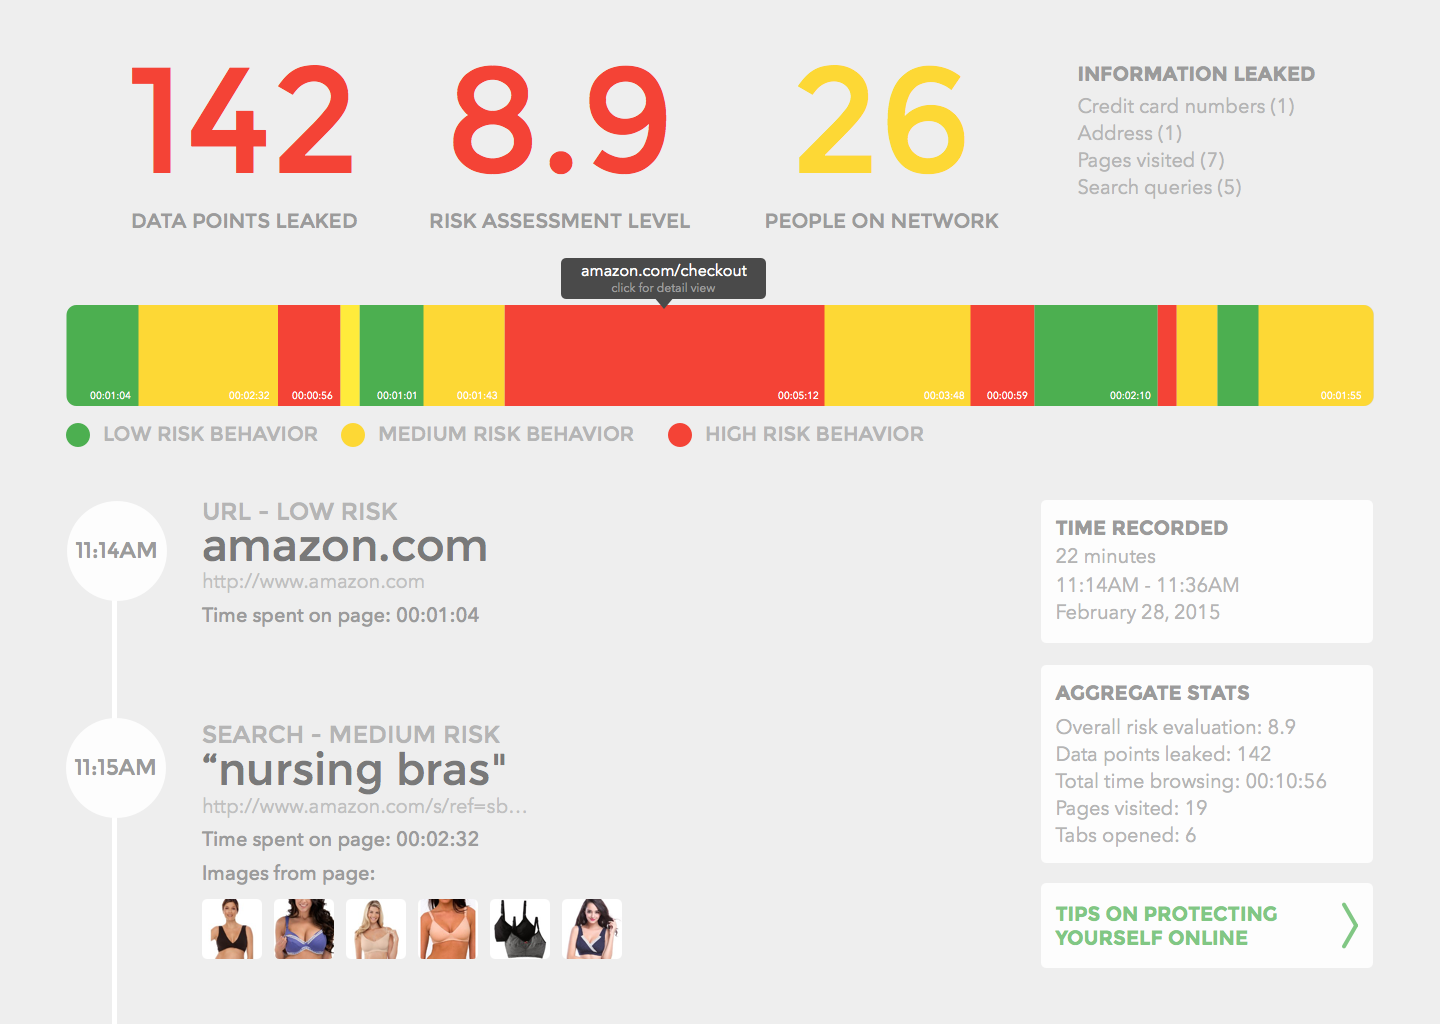 142
DATA POINTS LEAKED
8.9
RISK ASSESSMENT LEVEL
26
PEOPLE ON NETWORK
INFORMATION LEAKED
Credit card numbers (1)
Address (1)
Pages visited (7)
Search queries (5)
amazon.com/checkout
click for detail view
00:01:04
00:02:32
00:00:56
00:01:01
00:01:43
00:05:12
00:03:48
00:00:59
00:02:10
00:01:55
LOW RISK BEHAVIOR
MEDIUM RISK BEHAVIOR
HIGH RISK BEHAVIOR
11:14AM
URL - LOW RISK
amazon.com
http://www.amazon.com
Time spent on page: 00:01:04
11:15AM
SEARCH - MEDIUM RISK
“nursing bras"
http://www.amazon.com/s/ref=sb...
Time spent on page: 00:02:32
Images from page:
TIME RECORDED
22 minutes
11:14AM - 11:36AM
February 28, 2015
AGGREGATE STATS
Overall risk evaluation: 8.9
Data points leaked: 142
Total time browsing: 00:10:56
Pages visited: 19
Tabs opened: 6
TIPS ON PROTECTING
YOURSELF ONLINE